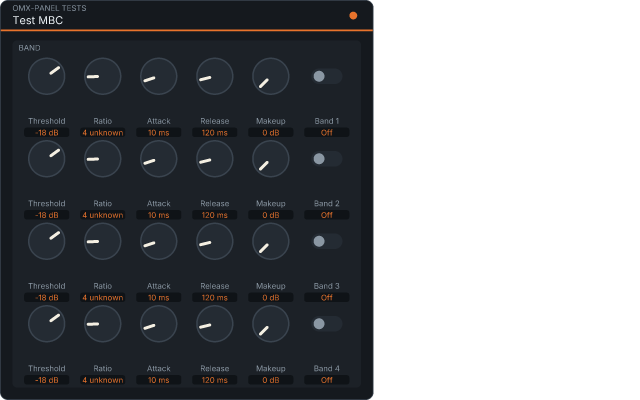 OMX-PANEL TESTS
Test MBC
BAND
Threshold Ratio Attack Release Makeup Band 1
-18 dB 4 unknown 10 ms 120 ms 0 dB Off
Threshold Ratio Attack Release Makeup Band 2
-18 dB 4 unknown 10 ms 120 ms 0 dB Off
Threshold Ratio Attack Release Makeup Band 3
-18 dB 4 unknown 10 ms 120 ms 0 dB Off
Threshold Ratio Attack Release Makeup Band 4
-18 dB 4 unknown 10 ms 120 ms 0 dB Off